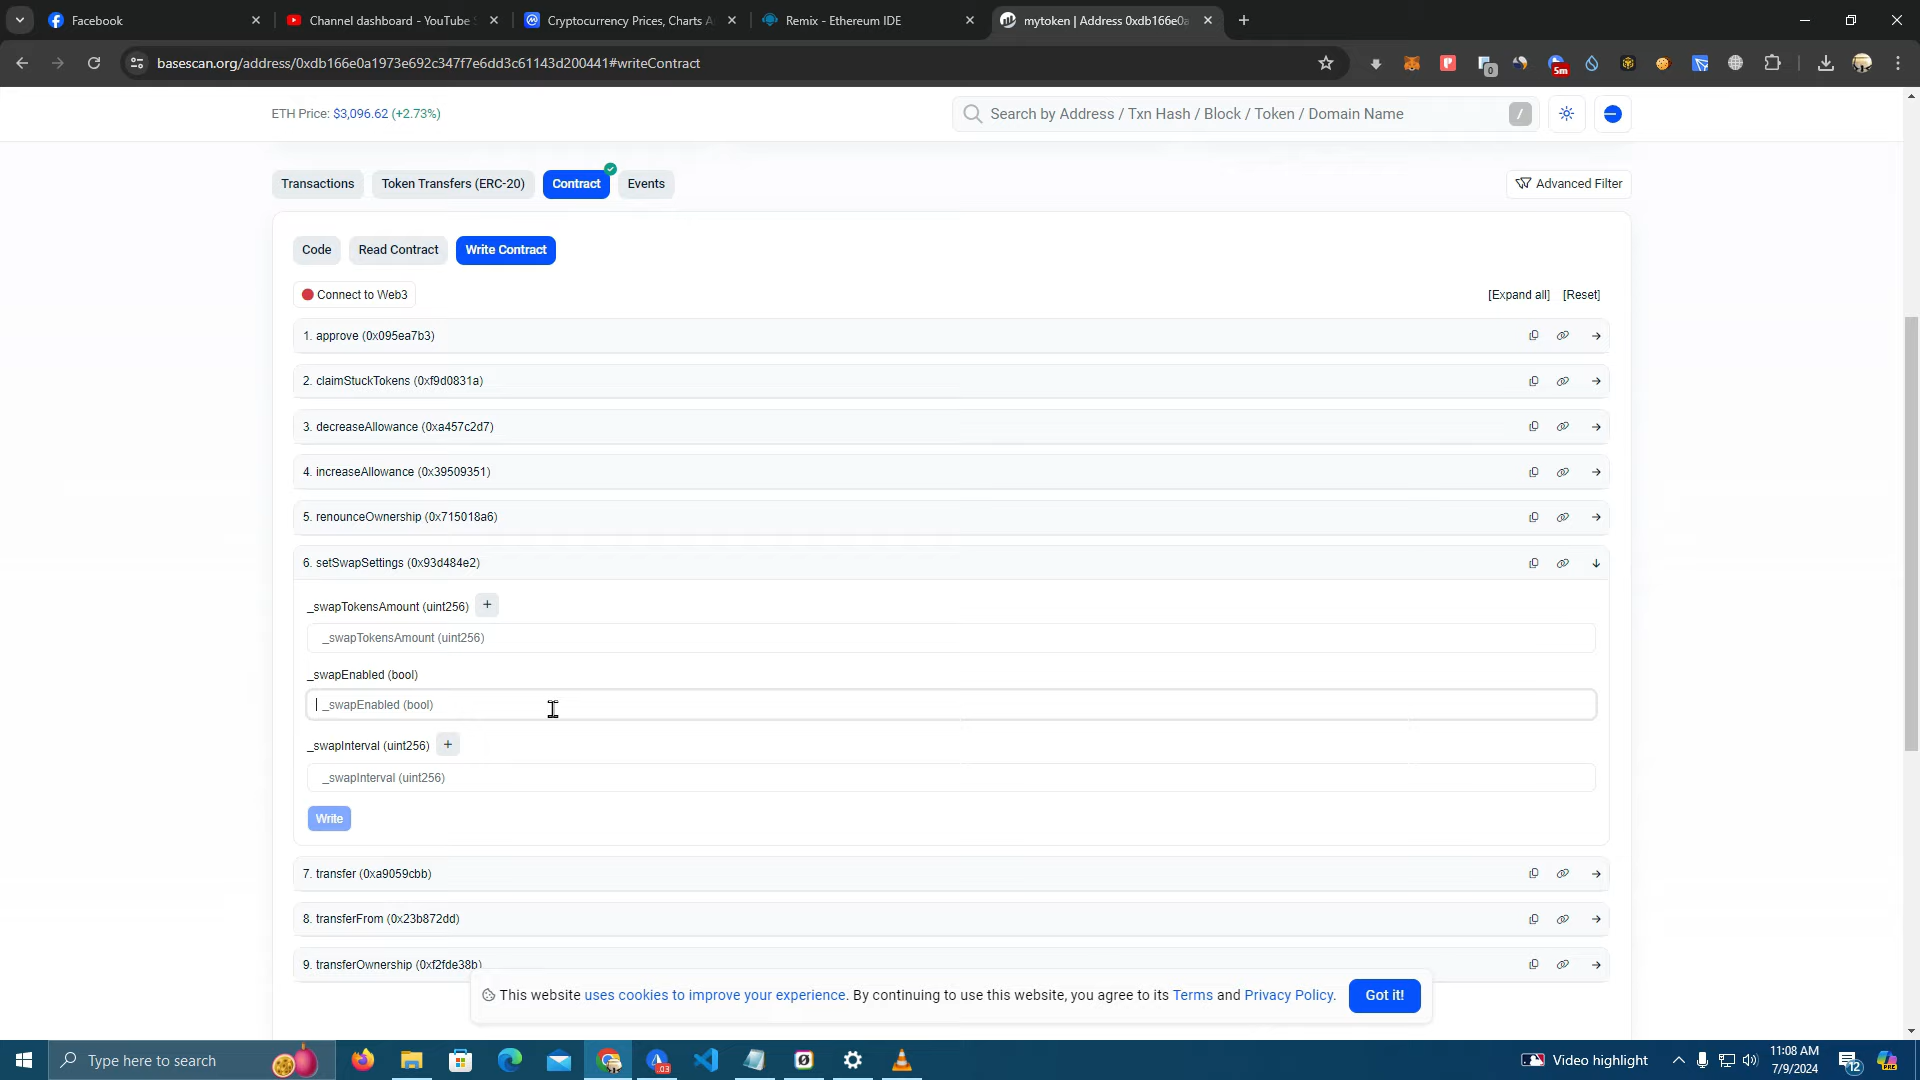 Facebook
Channel dashboard - YouTube S
Cryptocurrency Prices, Charts A
Remix - Ethereum IDE
mytoken | Address 0xdb166e0a
basescan.org/address/0xdb166e0a1973e692c347f7e6dd3c61143d200441#writeContract
0
5m
ETH Price: $3,096.62 (+2.73%)
Search by Address / Txn Hash / Block / Token / Domain Name
/
Transactions
Token Transfers (ERC-20)
Contract
Events
Advanced Filter
Code
Read Contract
Write Contract
Connect to Web3
[Expand all]
[Reset]
1. approve (0x095ea7b3)
2. claimStuckTokens (0xf9d0831a)
3. decreaseAllowance (0xa457c2d7)
4. increaseAllowance (0x39509351)
5. renounceOwnership (0x715018a6)
6. setSwapSettings (0x93d484e2)
_swapTokensAmount (uint256)
+
_swapTokensAmount (uint256)
_swapEnabled (bool)
_swapEnabled (bool)
_swapInterval (uint256)
+
_swapInterval (uint256)
Write
7. transfer (0xa9059cbb)
8. transferFrom (0x23b872dd)
9. transferOwnership (0xf2fde38b)
This website uses cookies to improve your experience. By continuing to use this website, you agree to its Terms and Privacy Policy.
Got it!
Type here to search
.03
Video highlight
11:08 AM
7/9/2024
12
PRE